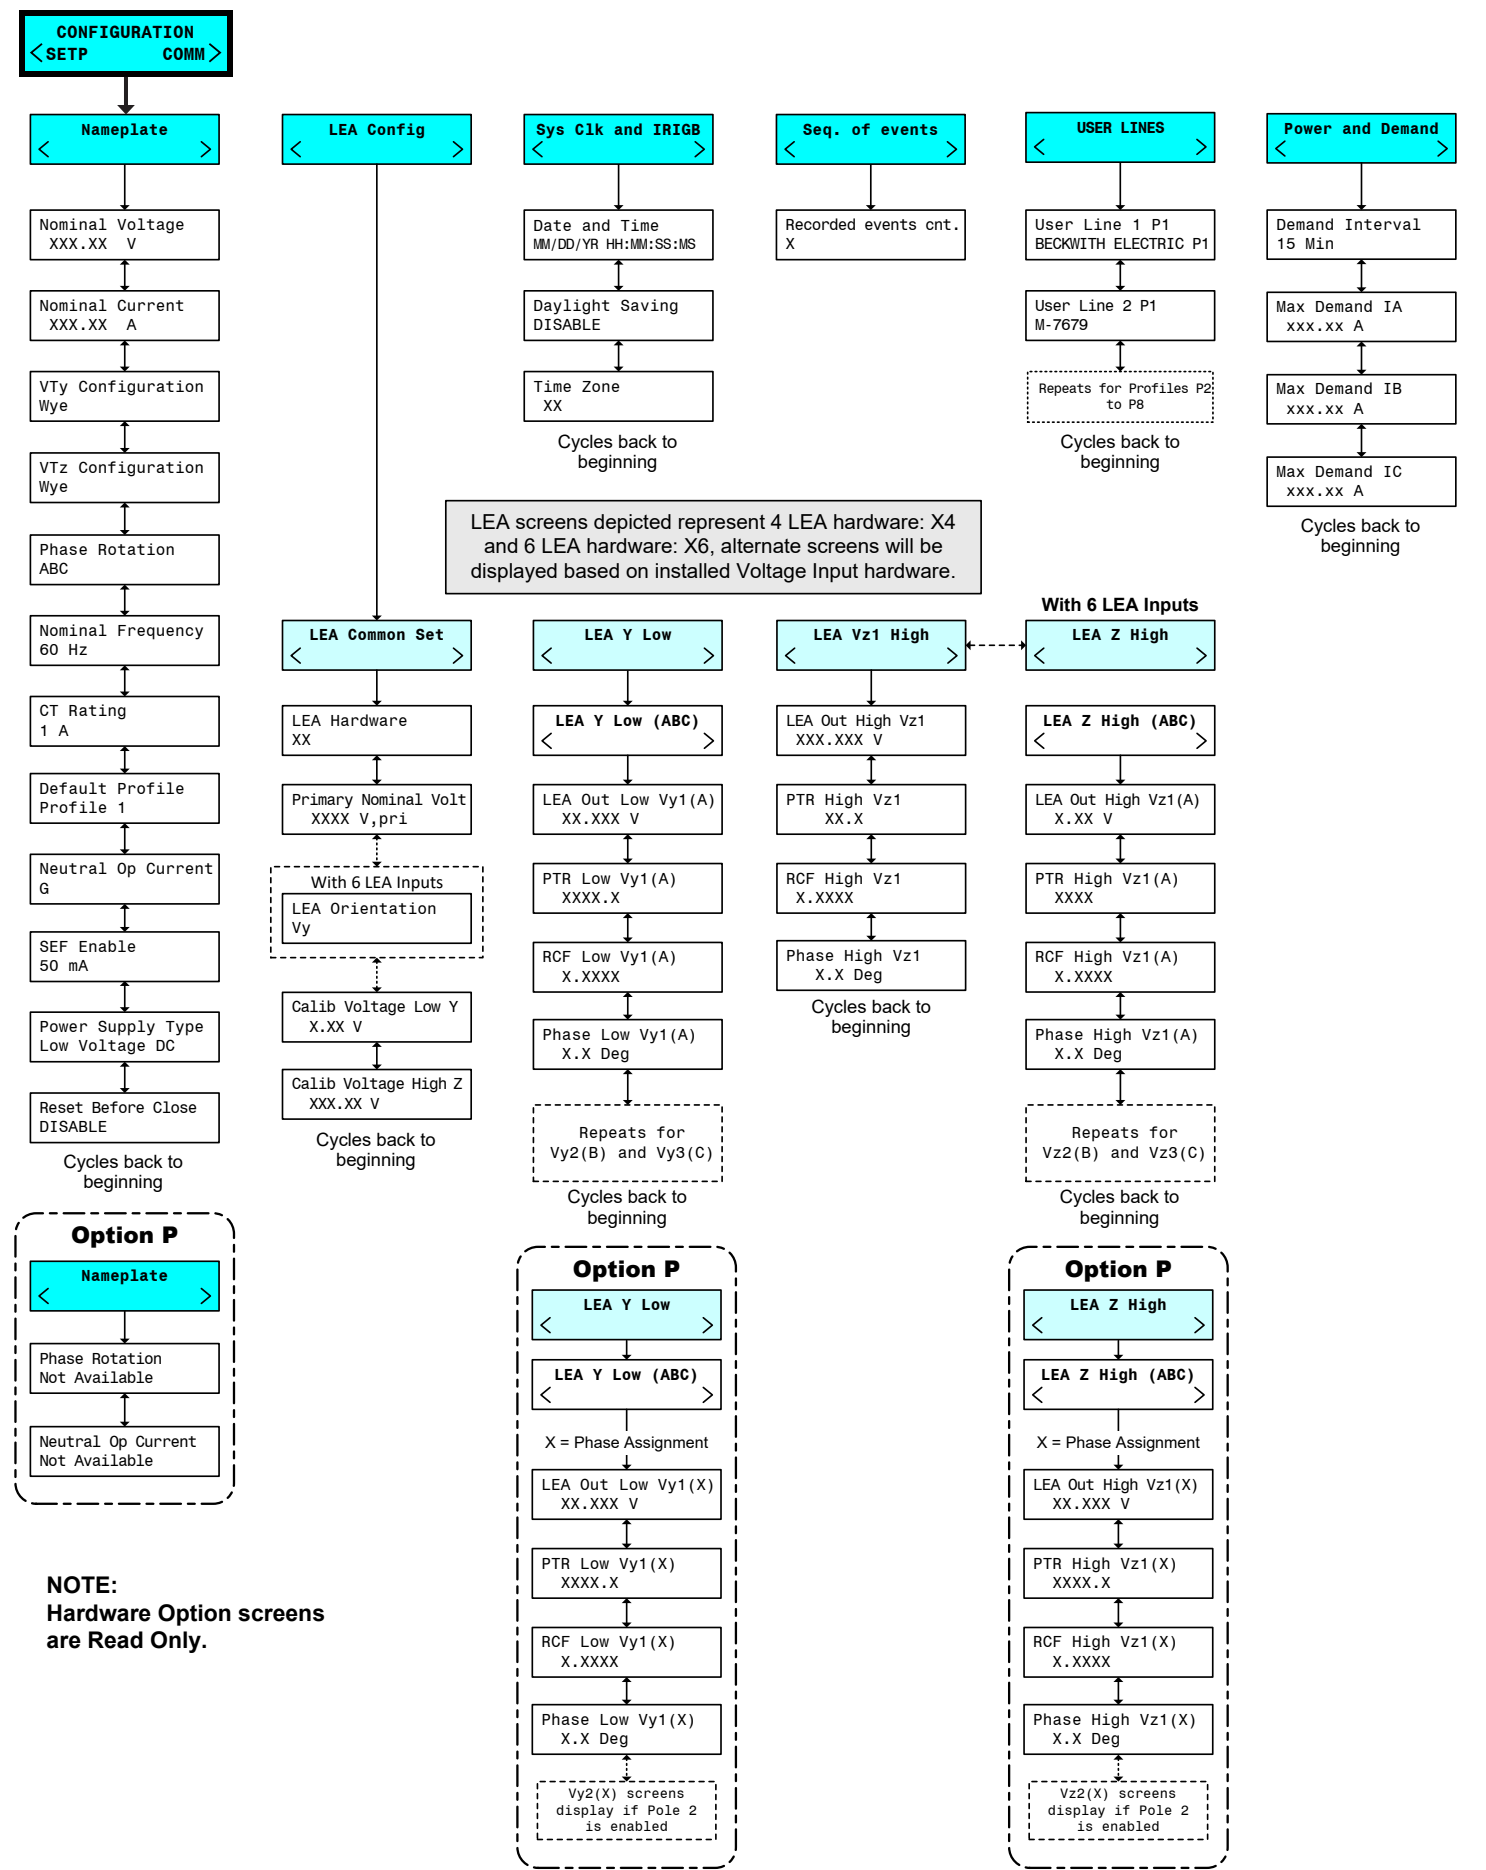 CONFIGURATION
< SETP COMM >
Nameplate
< >
Nominal Voltage
XXX.XX V
Nominal Current
XXX.XX A
VTy Configuration
Wye
VTz Configuration
Wye
Phase Rotation
ABC
Nominal Frequency
60 Hz
CT Rating
1 A
Default Profile
Profile 1
Neutral Op Current
G
SEF Enable
50 mA
Power Supply Type
Low Voltage DC
Reset Before Close
DISABLE
Cycles back to
beginning
Option P
Nameplate
< >
Phase Rotation
Not Available
Neutral Op Current
Not Available
NOTE:
Hardware Option screens
are Read Only.
LEA Config
< >
LEA Common Set
< >
LEA Hardware
XX
Primary Nominal Volt
XXXX V,pri
With 6 LEA Inputs
LEA Orientation
Vy
Calib Voltage Low Y
X.XX V
Calib Voltage High Z
XXX.XX V
Cycles back to
beginning
Sys Clk and IRIGB
< >
Date and Time
MM/DD/YR HH:MM:SS:MS
Daylight Saving
DISABLE
Time Zone
XX
Cycles back to
beginning
Seq. of events
< >
Recorded events cnt.
X
USER LINES
< >
User Line 1 P1
BECKWITH ELECTRIC P1
User Line 2 P1
M-7679
Repeats for Profiles P2
to P8
Cycles back to
beginning
Power and Demand
< >
Demand Interval
15 Min
Max Demand IA
xxx.xx A
Max Demand IB
xxx.xx A
Max Demand IC
xxx.xx A
Cycles back to
beginning
LEA screens depicted represent 4 LEA hardware: X4
and 6 LEA hardware: X6, alternate screens will be
displayed based on installed Voltage Input hardware.
LEA Y Low
< >
LEA Y Low (ABC)
< >
LEA Out Low Vy1(A)
XX.XXX V
PTR Low Vy1(A)
XXXX.X
RCF Low Vy1(A)
X.XXXX
Phase Low Vy1(A)
X.X Deg
Repeats for
Vy2(B) and Vy3(C)
Cycles back to
beginning
LEA Vz1 High
< >
LEA Out High Vz1
XXX.XXX V
PTR High Vz1
XX.X
RCF High Vz1
X.XXXX
Phase High Vz1
X.X Deg
Cycles back to
beginning
With 6 LEA Inputs
LEA Z High
< >
LEA Z High (ABC)
< >
LEA Out High Vz1(A)
X.XX V
PTR High Vz1(A)
XXXX
RCF High Vz1(A)
X.XXXX
Phase High Vz1(A)
X.X Deg
Repeats for
Vz2(B) and Vz3(C)
Cycles back to
beginning
Option P
LEA Y Low
< >
LEA Y Low (ABC)
< >
X = Phase Assignment
LEA Out Low Vy1(X)
XX.XXX V
PTR Low Vy1(X)
XXXX.X
RCF Low Vy1(X)
X.XXXX
Phase Low Vy1(X)
X.X Deg
Vy2(X) screens
display if Pole 2
is enabled
Option P
LEA Z High
< >
LEA Z High (ABC)
< >
X = Phase Assignment
LEA Out High Vz1(X)
XX.XXX V
PTR High Vz1(X)
XXXX.X
RCF High Vz1(X)
X.XXXX
Phase High Vz1(X)
X.X Deg
Vz2(X) screens
display if Pole 2
is enabled